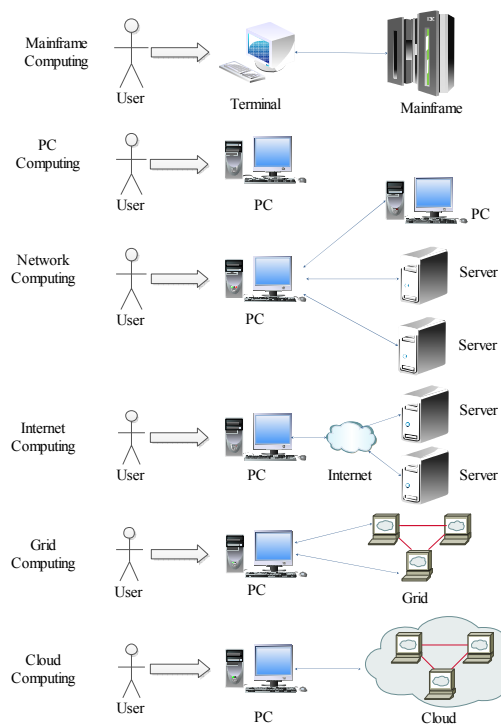 Mainframe
Computing
User
Terminal
Mainframe
PC
Computing
User
PC
PC
Network
Computing
User
PC
Server
Server
Internet
Computing
User
PC
Internet
Server
Server
Grid
Computing
User
PC
Grid
Cloud
Computing
User
PC
Cloud